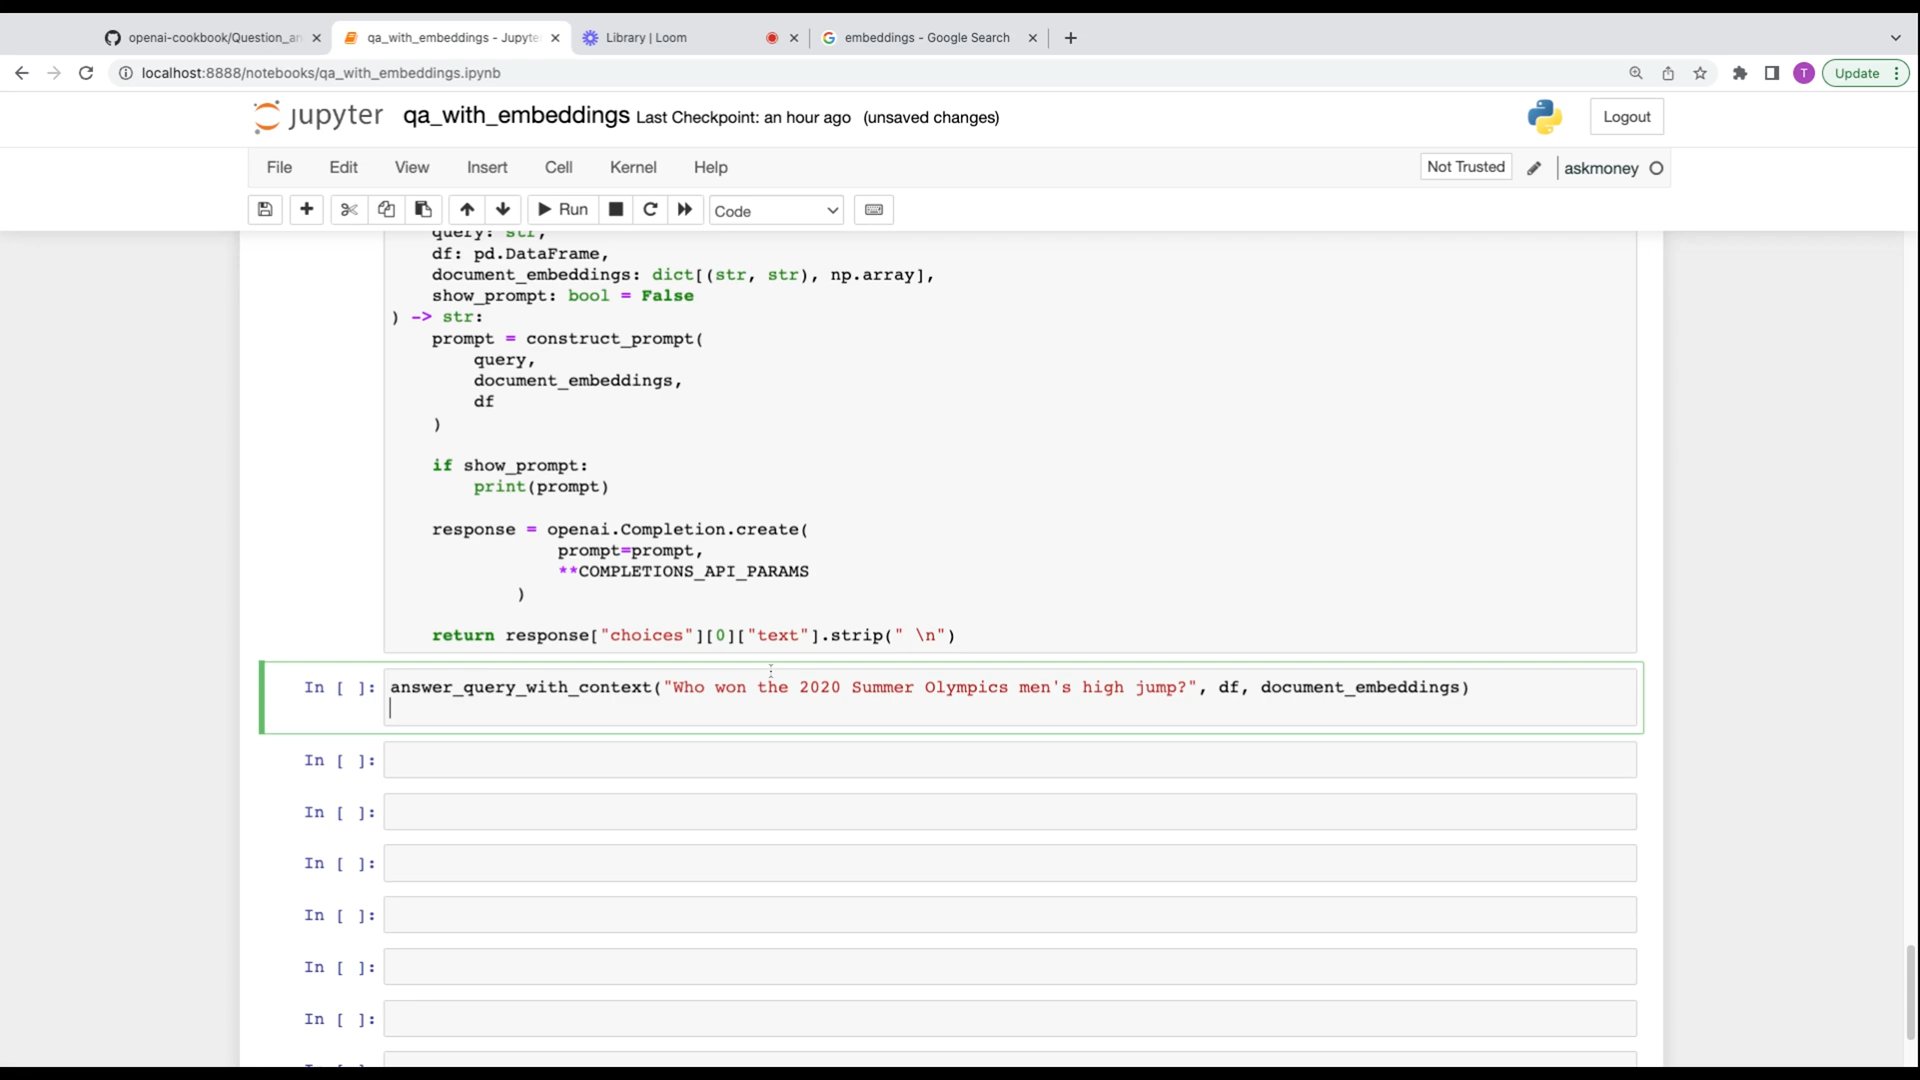 openai-cookbook/Question_an
qa_with_embeddings - Jupyte
Library | Loom
embeddings - Google Search
localhost:8888/notebooks/qa_with_embeddings.ipynb
T
Update
jupyter
qa_with_embeddings Last Checkpoint: an hour ago (unsaved changes)
Logout
File Edit View Insert Cell Kernel Help
Not Trusted
askmoney
Run
Code
query: str,
df: pd.DataFrame,
document_embeddings: dict[(str, str), np.array],
show_prompt: bool = False
) -> str:
prompt = construct_prompt(
query,
document_embeddings,
df
)
if show_prompt:
print(prompt)
response = openai.Completion.create(
prompt=prompt,
**COMPLETIONS_API_PARAMS
)
return response["choices"][0]["text"].strip(" \n")
In [ ]: answer_query_with_context("Who won the 2020 Summer Olympics men's high jump?", df, document_embeddings)
In [ ]:
In [ ]:
In [ ]:
In [ ]:
In [ ]:
In [ ]: